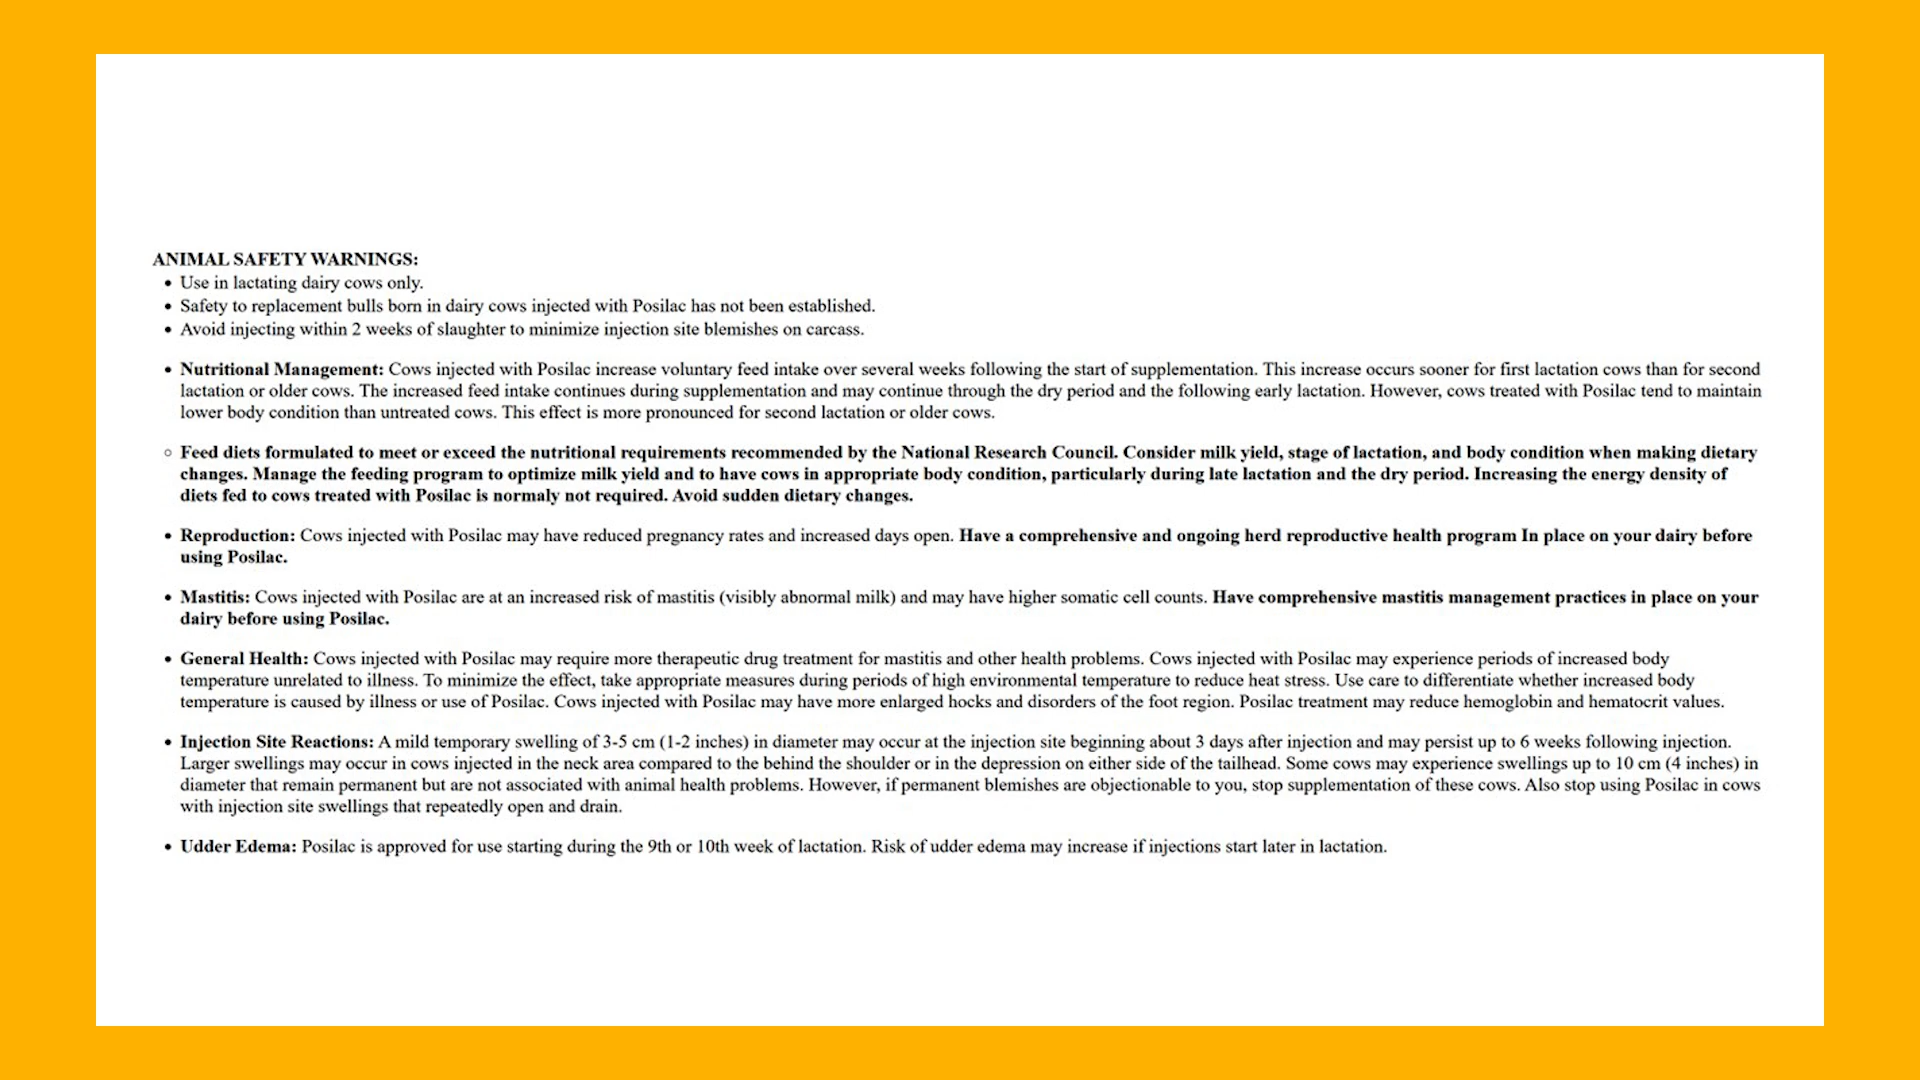 ANIMAL SAFETY WARNINGS:
• Use in lactating dairy cows only.
• Safety to replacement bulls born in dairy cows injected with Posilac has not been established.
• Avoid injecting within 2 weeks of slaughter to minimize injection site blemishes on carcass.
• Nutritional Management: Cows injected with Posilac increase voluntary feed intake over several weeks following the start of supplementation. This increase occurs sooner for first lactation cows than for second
lactation or older cows. The increased feed intake continues during supplementation and may continue through the dry period and the following early lactation. However, cows treated with Posilac tend to maintain
lower body condition than untreated cows. This effect is more pronounced for second lactation or older cows.
◦ Feed diets formulated to meet or exceed the nutritional requirements recommended by the National Research Council. Consider milk yield, stage of lactation, and body condition when making dietary
changes. Manage the feeding program to optimize milk yield and to have cows in appropriate body condition, particularly during late lactation and the dry period. Increasing the energy density of
diets fed to cows treated with Posilac is normaly not required. Avoid sudden dietary changes.
• Reproduction: Cows injected with Posilac may have reduced pregnancy rates and increased days open. Have a comprehensive and ongoing herd reproductive health program In place on your dairy before
using Posilac.
• Mastitis: Cows injected with Posilac are at an increased risk of mastitis (visibly abnormal milk) and may have higher somatic cell counts. Have comprehensive mastitis management practices in place on your
dairy before using Posilac.
• General Health: Cows injected with Posilac may require more therapeutic drug treatment for mastitis and other health problems. Cows injected with Posilac may experience periods of increased body
temperature unrelated to illness. To minimize the effect, take appropriate measures during periods of high environmental temperature to reduce heat stress. Use care to differentiate whether increased body
temperature is caused by illness or use of Posilac. Cows injected with Posilac may have more enlarged hocks and disorders of the foot region. Posilac treatment may reduce hemoglobin and hematocrit values.
• Injection Site Reactions: A mild temporary swelling of 3-5 cm (1-2 inches) in diameter may occur at the injection site beginning about 3 days after injection and may persist up to 6 weeks following injection.
Larger swellings may occur in cows injected in the neck area compared to the behind the shoulder or in the depression on either side of the tailhead. Some cows may experience swellings up to 10 cm (4 inches) in
diameter that remain permanent but are not associated with animal health problems. However, if permanent blemishes are objectionable to you, stop supplementation of these cows. Also stop using Posilac in cows
with injection site swellings that repeatedly open and drain.
• Udder Edema: Posilac is approved for use starting during the 9th or 10th week of lactation. Risk of udder edema may increase if injections start later in lactation.